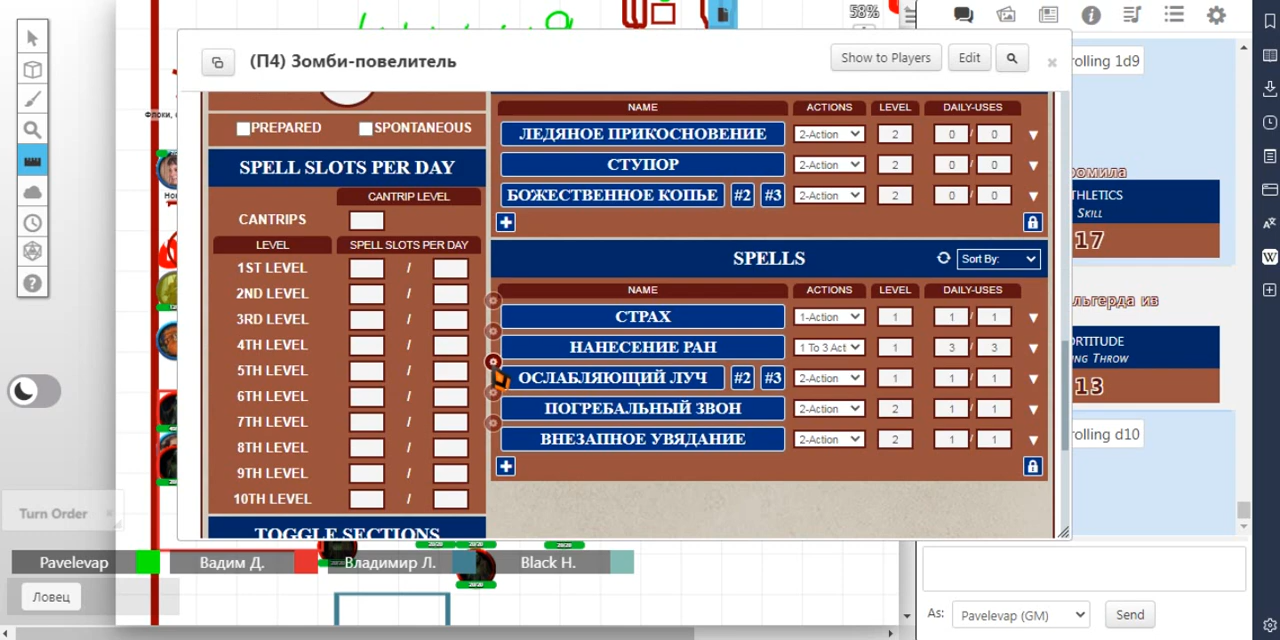 58%
(П4) Зомби-повелитель
Show to Players
Edit
PREPARED
SPONTANEOUS
SPELL SLOTS PER DAY
CANTRIP LEVEL
CANTRIPS
LEVEL
SPELL SLOTS PER DAY
1ST LEVEL /
2ND LEVEL /
3RD LEVEL /
4TH LEVEL /
5TH LEVEL /
6TH LEVEL /
7TH LEVEL /
8TH LEVEL /
9TH LEVEL /
10TH LEVEL /
TOGGLE SECTIONS
NAME ACTIONS LEVEL DAILY-USES
ЛЕДЯНОЕ ПРИКОСНОВЕНИЕ 2-Action 2 0 / 0
СТУПОР 2-Action 2 0 / 0
БОЖЕСТВЕННОЕ КОПЬЕ #2 #3 2-Action 2 0 / 0
SPELLS
Sort By:
NAME ACTIONS LEVEL DAILY-USES
СТРАХ 1-Action 1 1 / 1
НАНЕСЕНИЕ РАН 1 To 3 Act 1 3 / 3
ОСЛАБЛЯЮЩИЙ ЛУЧ #2 #3 2-Action 1 1 / 1
ПОГРЕБАЛЬНЫЙ ЗВОН 2-Action 2 1 / 1
ВНЕЗАПНОЕ УВЯДАНИЕ 2-Action 2 1 / 1
rolling 1d9
ромила
THLETICS
SKILL
17
льгерда из
ORTITUDE
NG THROW
13
rolling d10
Turn Order
Pavelevap
Вадим Д.
Владимир Л.
Black H.
Ловец
As: Pavelevap (GM)
Send